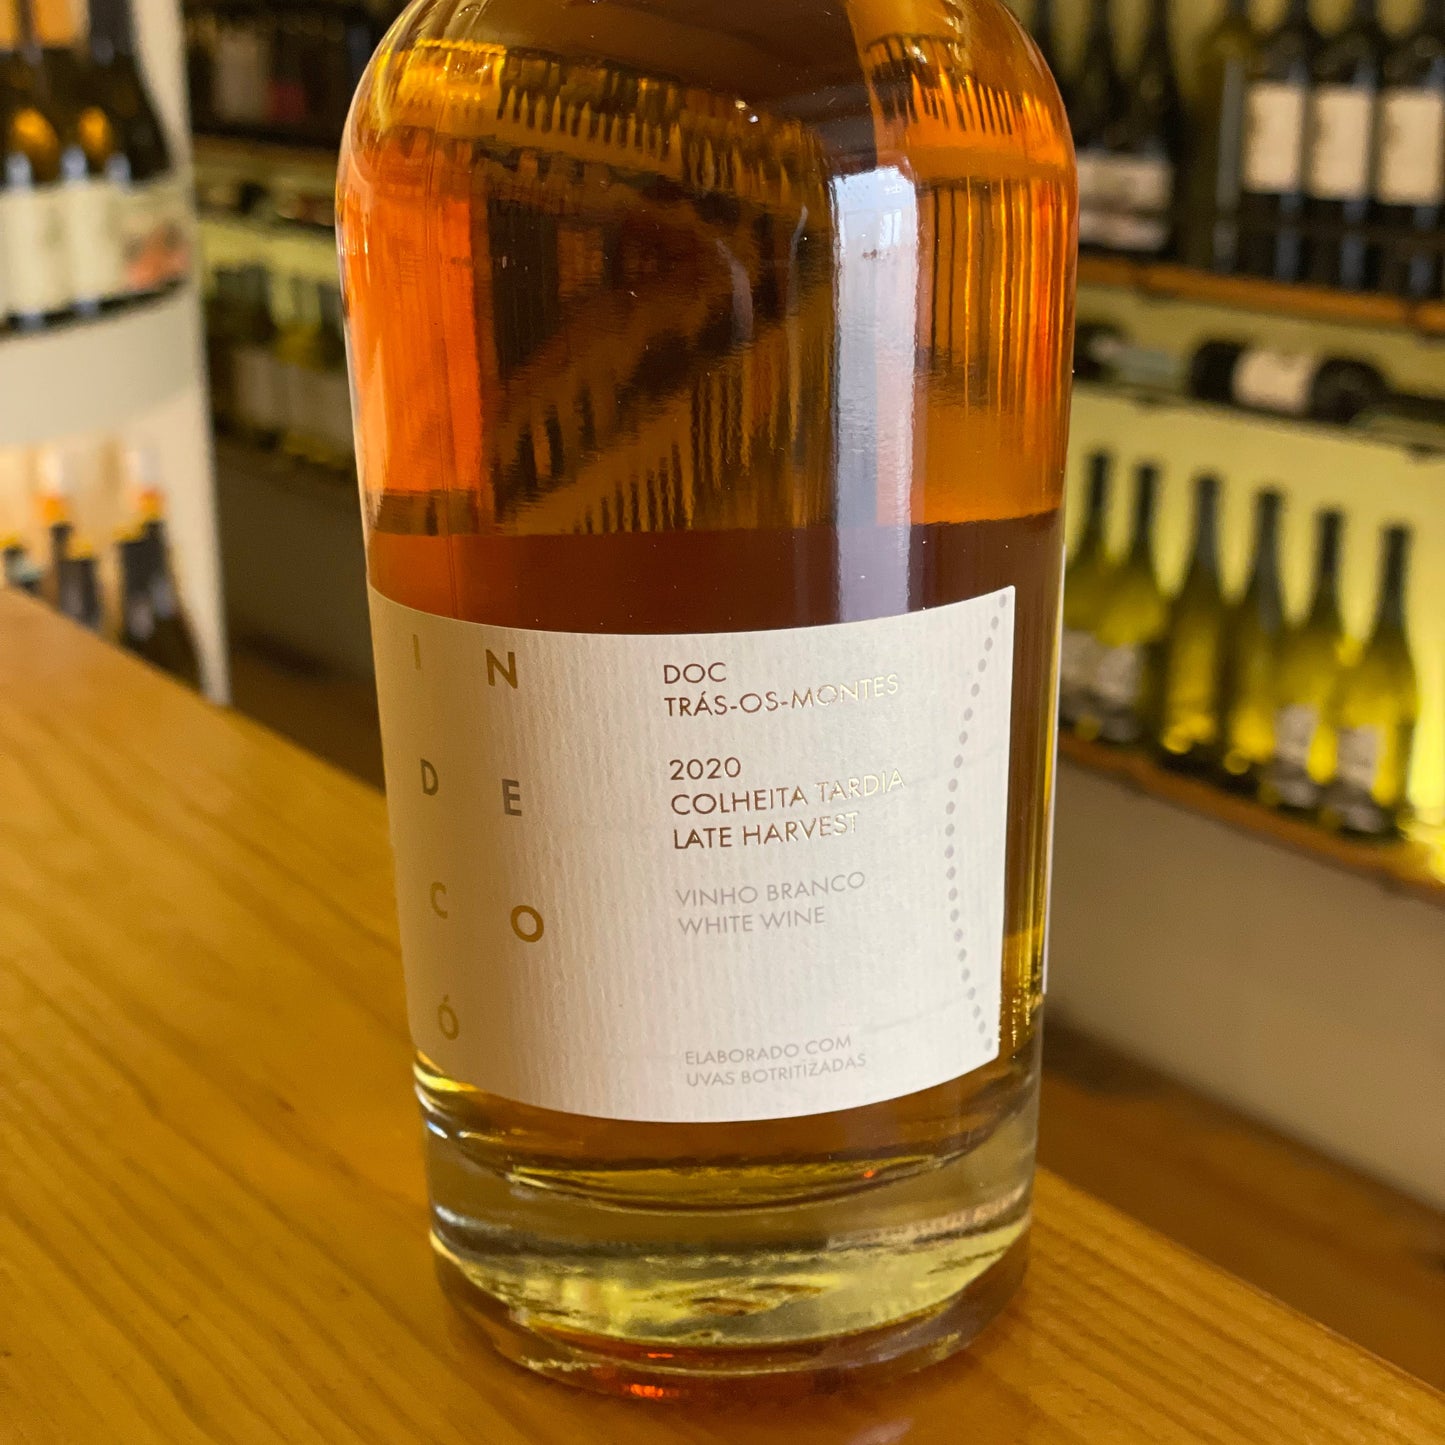 I N
D E
C O
Ó
DOC
TRÁS-OS-MONTES
2020
COLHEITA TARDIA
LATE HARVEST
VINHO BRANCO
WHITE WINE
ELABORADO COM
UVAS BOTRITIZADAS